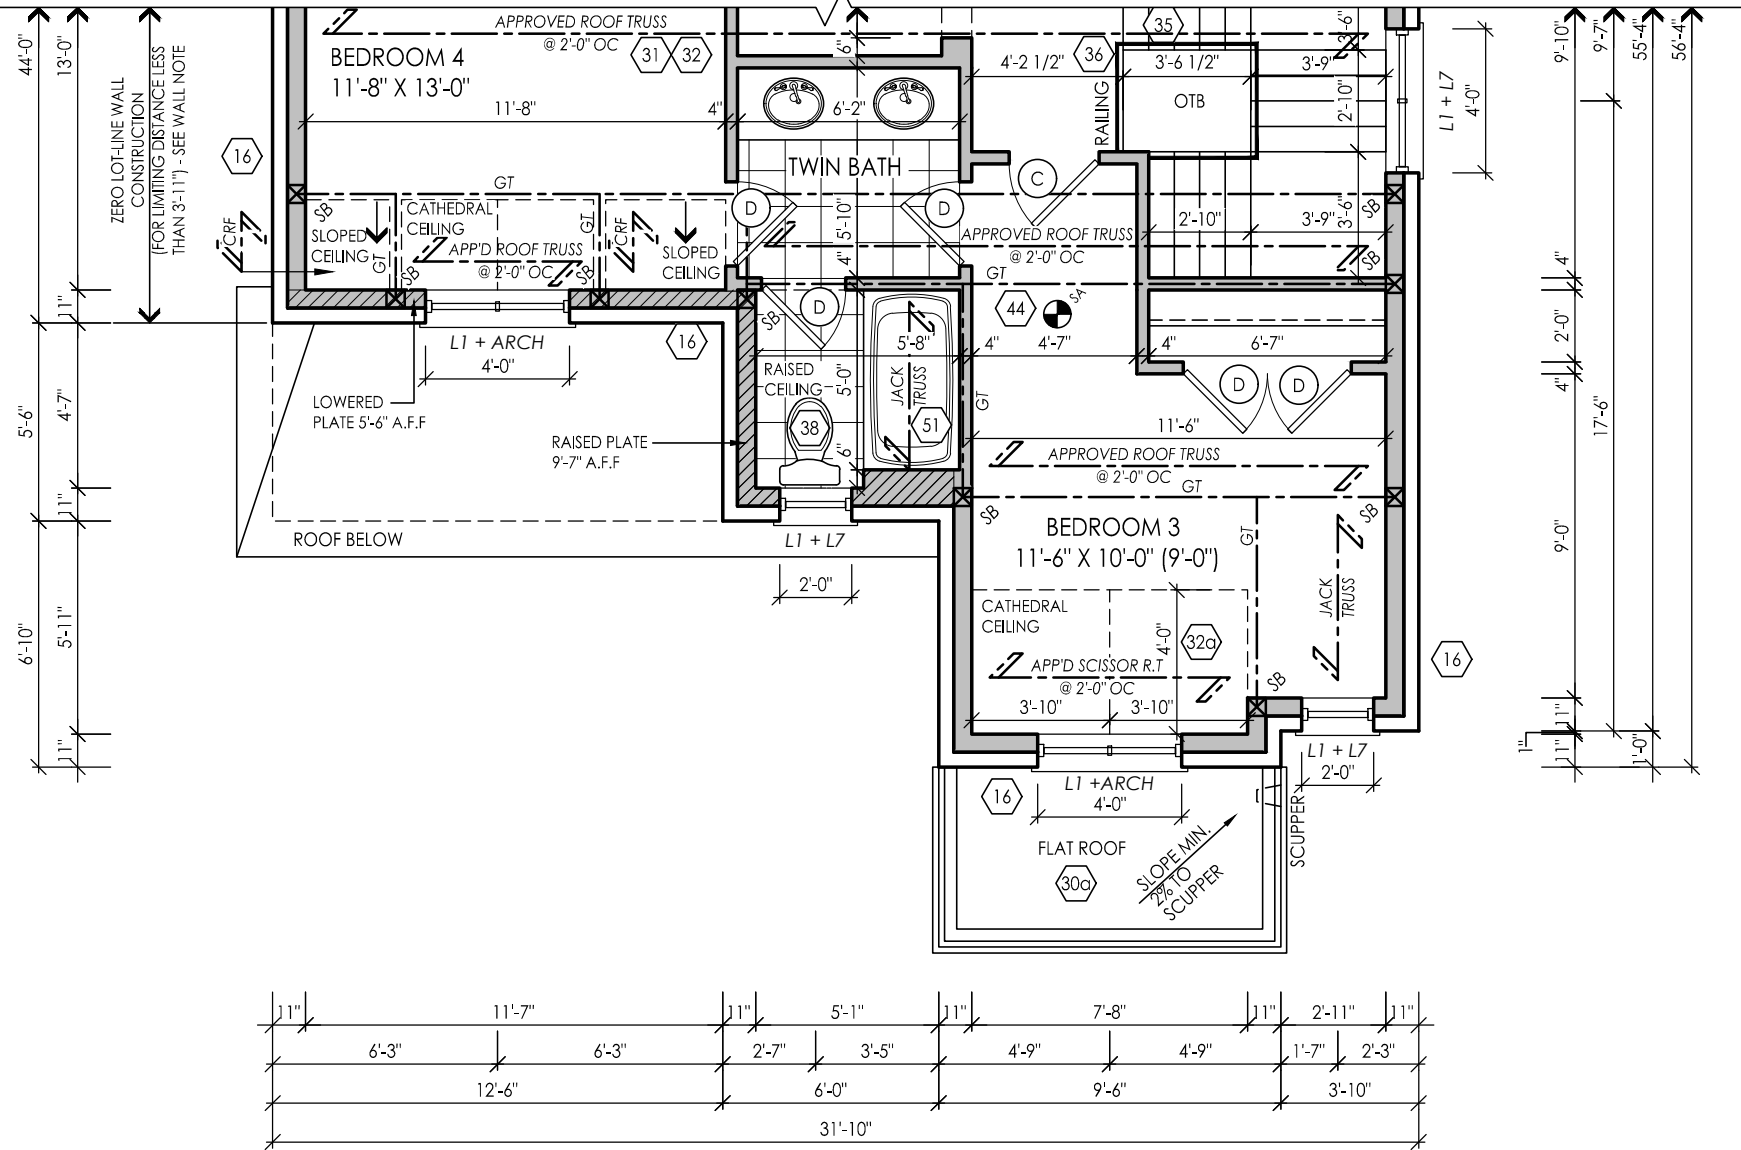 APPROVED ROOF TRUSS
@ 2'-0" OC
BEDROOM 4
11'-8" X 13'-0"
31
32
11'-8"
4"
6'-2"
6"
4'-2 1/2"
36
35
3'-6 1/2"
3'-9"
3'-6"
OTB
RAILING
2'-10"
L1 + L7
4'-0"
44'-0"
13'-0"
ZERO LOT-LINE WALL
CONSTRUCTION
(FOR LIMITING DISTANCE LESS
THAN 3'-11") - SEE WALL NOTE
16
9'-10"
9'-7"
55'-4"
56'-4"
TWIN BATH
C
D
D
GT
SB
CATHEDRAL
CEILING
SLOPED
CEILING
GT
GT
APP'D ROOF TRUSS
@ 2'-0" OC
SB
SB
CRF
CRF
SLOPED
CEILING
5'-10"
4"
APPROVED ROOF TRUSS
@ 2'-0" OC
GT
2'-10"
3'-9"
3'-6"
SB
SB
44
SA
D
SB
16
L1 + ARCH
4'-0"
LOWERED
PLATE 5'-6" A.F.F
RAISED
CEILING
5'-8"
5'-0"
JACK
TRUSS
38
51
6"
4"
4'-7"
4"
6'-7"
D
D
GT
11'-6"
APPROVED ROOF TRUSS
@ 2'-0" OC
GT
RAISED PLATE
9'-7" A.F.F
ROOF BELOW
L1 + L7
2'-0"
SB
SB
BEDROOM 3
11'-6" X 10'-0" (9'-0")
GT
JACK
TRUSS
CATHEDRAL
CEILING
4'-0"
32a
APP'D SCISSOR R.T
@ 2'-0" OC
3'-10"
3'-10"
SB
16
L1 + L7
2'-0"
L1 +ARCH
4'-0"
16
FLAT ROOF
30a
SLOPE MIN.
2% TO
SCUPPER
SCUPPER
11"
5'-6"
4'-7"
11"
6'-10"
5'-11"
11"
4"
2'-0"
4"
17'-6"
9'-0"
11"
1"
11"
1'-0"
11"
11'-7"
11"
5'-1"
11"
7'-8"
11"
2'-11"
11"
6'-3"
6'-3"
2'-7"
3'-5"
4'-9"
4'-9"
1'-7"
2'-3"
12'-6"
6'-0"
9'-6"
3'-10"
31'-10"